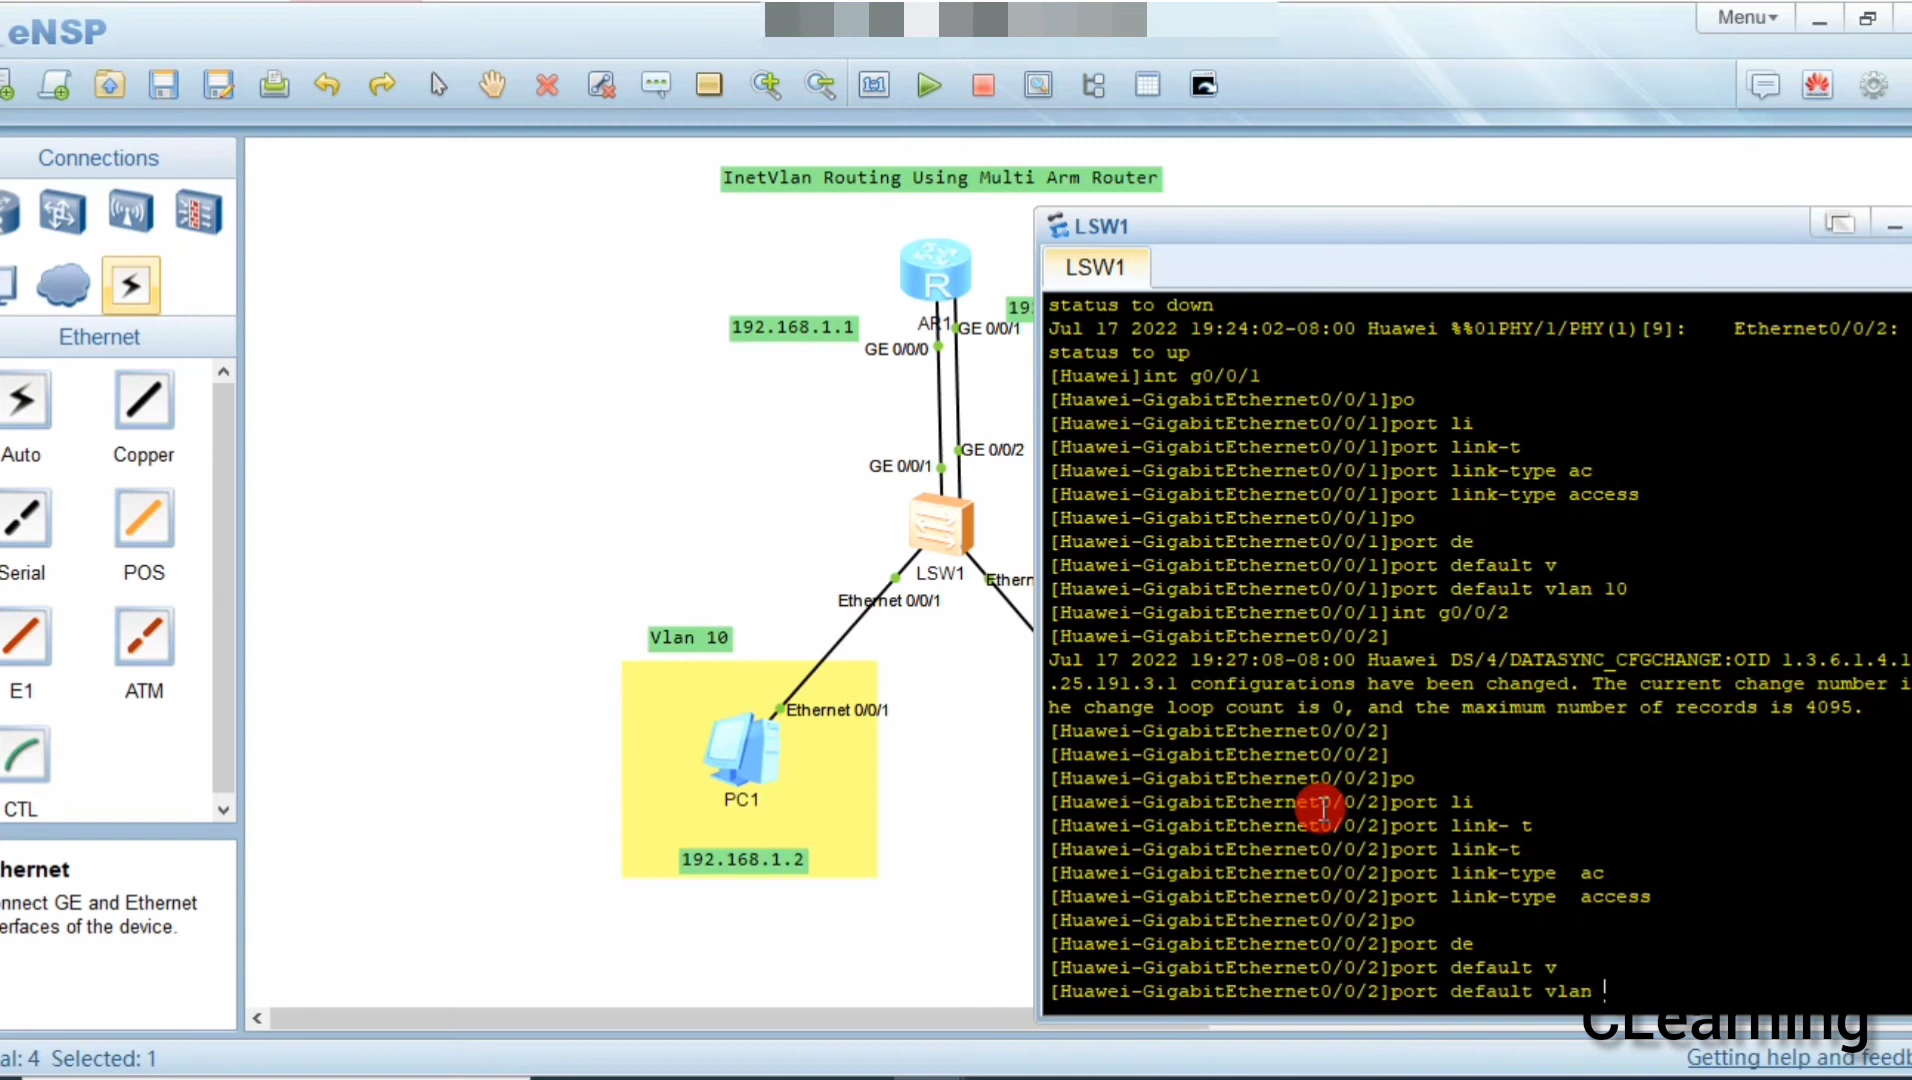 eNSP
Menu
Connections
Ethernet
Auto
Copper
Serial
POS
E1
ATM
CTL
hernet
nnect GE and Ethernet
erfaces of the device.
al: 4 Selected: 1
InetVlan Routing Using Multi Arm Router
192.168.1.1
19
AR1
GE 0/0/1
GE 0/0/0
GE 0/0/2
GE 0/0/1
LSW1
Ethern
Ethernet 0/0/1
Vlan 10
Ethernet 0/0/1
PC1
192.168.1.2
LSW1
LSW1
status to down
Jul 17 2022 19:24:02-08:00 Huawei %%01PHY/1/PHY(l)[9]:    Ethernet0/0/2:
status to up
[Huawei]int g0/0/1
[Huawei-GigabitEthernet0/0/1]po
[Huawei-GigabitEthernet0/0/1]port li
[Huawei-GigabitEthernet0/0/1]port link-t
[Huawei-GigabitEthernet0/0/1]port link-type ac
[Huawei-GigabitEthernet0/0/1]port link-type access
[Huawei-GigabitEthernet0/0/1]po
[Huawei-GigabitEthernet0/0/1]port de
[Huawei-GigabitEthernet0/0/1]port default v
[Huawei-GigabitEthernet0/0/1]port default vlan 10
[Huawei-GigabitEthernet0/0/1]int g0/0/2
[Huawei-GigabitEthernet0/0/2]
Jul 17 2022 19:27:08-08:00 Huawei DS/4/DATASYNC_CFGCHANGE:OID 1.3.6.1.4.1
.25.191.3.1 configurations have been changed. The current change number i
he change loop count is 0, and the maximum number of records is 4095.
[Huawei-GigabitEthernet0/0/2]
[Huawei-GigabitEthernet0/0/2]
[Huawei-GigabitEthernet0/0/2]po
[Huawei-GigabitEthernet0/0/2]port li
[Huawei-GigabitEthernet0/0/2]port link- t
[Huawei-GigabitEthernet0/0/2]port link-t
[Huawei-GigabitEthernet0/0/2]port link-type  ac
[Huawei-GigabitEthernet0/0/2]port link-type  access
[Huawei-GigabitEthernet0/0/2]po
[Huawei-GigabitEthernet0/0/2]port de
[Huawei-GigabitEthernet0/0/2]port default v
[Huawei-GigabitEthernet0/0/2]port default vlan
CLearning
Getting help and feedb